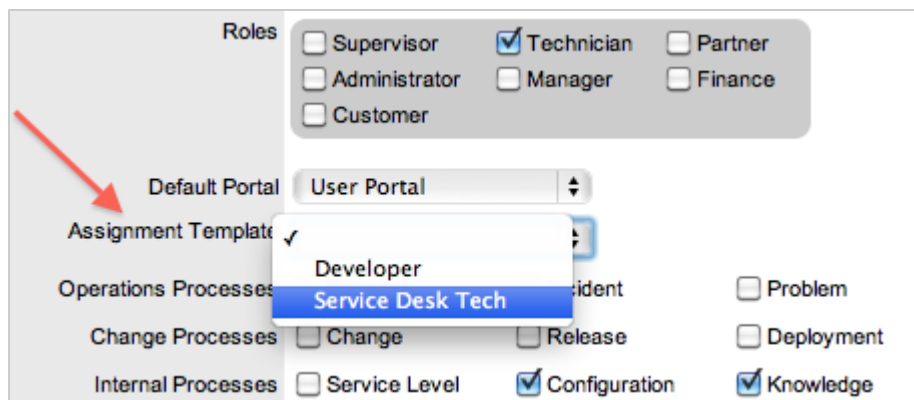 Roles
Supervisor Technician Partner
Administrator Manager Finance
Customer
Default Portal User Portal
Assignment Template
Developer
Operations Processes Problem
Service Desk Tech
Change Processes Change Release Deployment
Internal Processes Service Level Configuration Knowledge